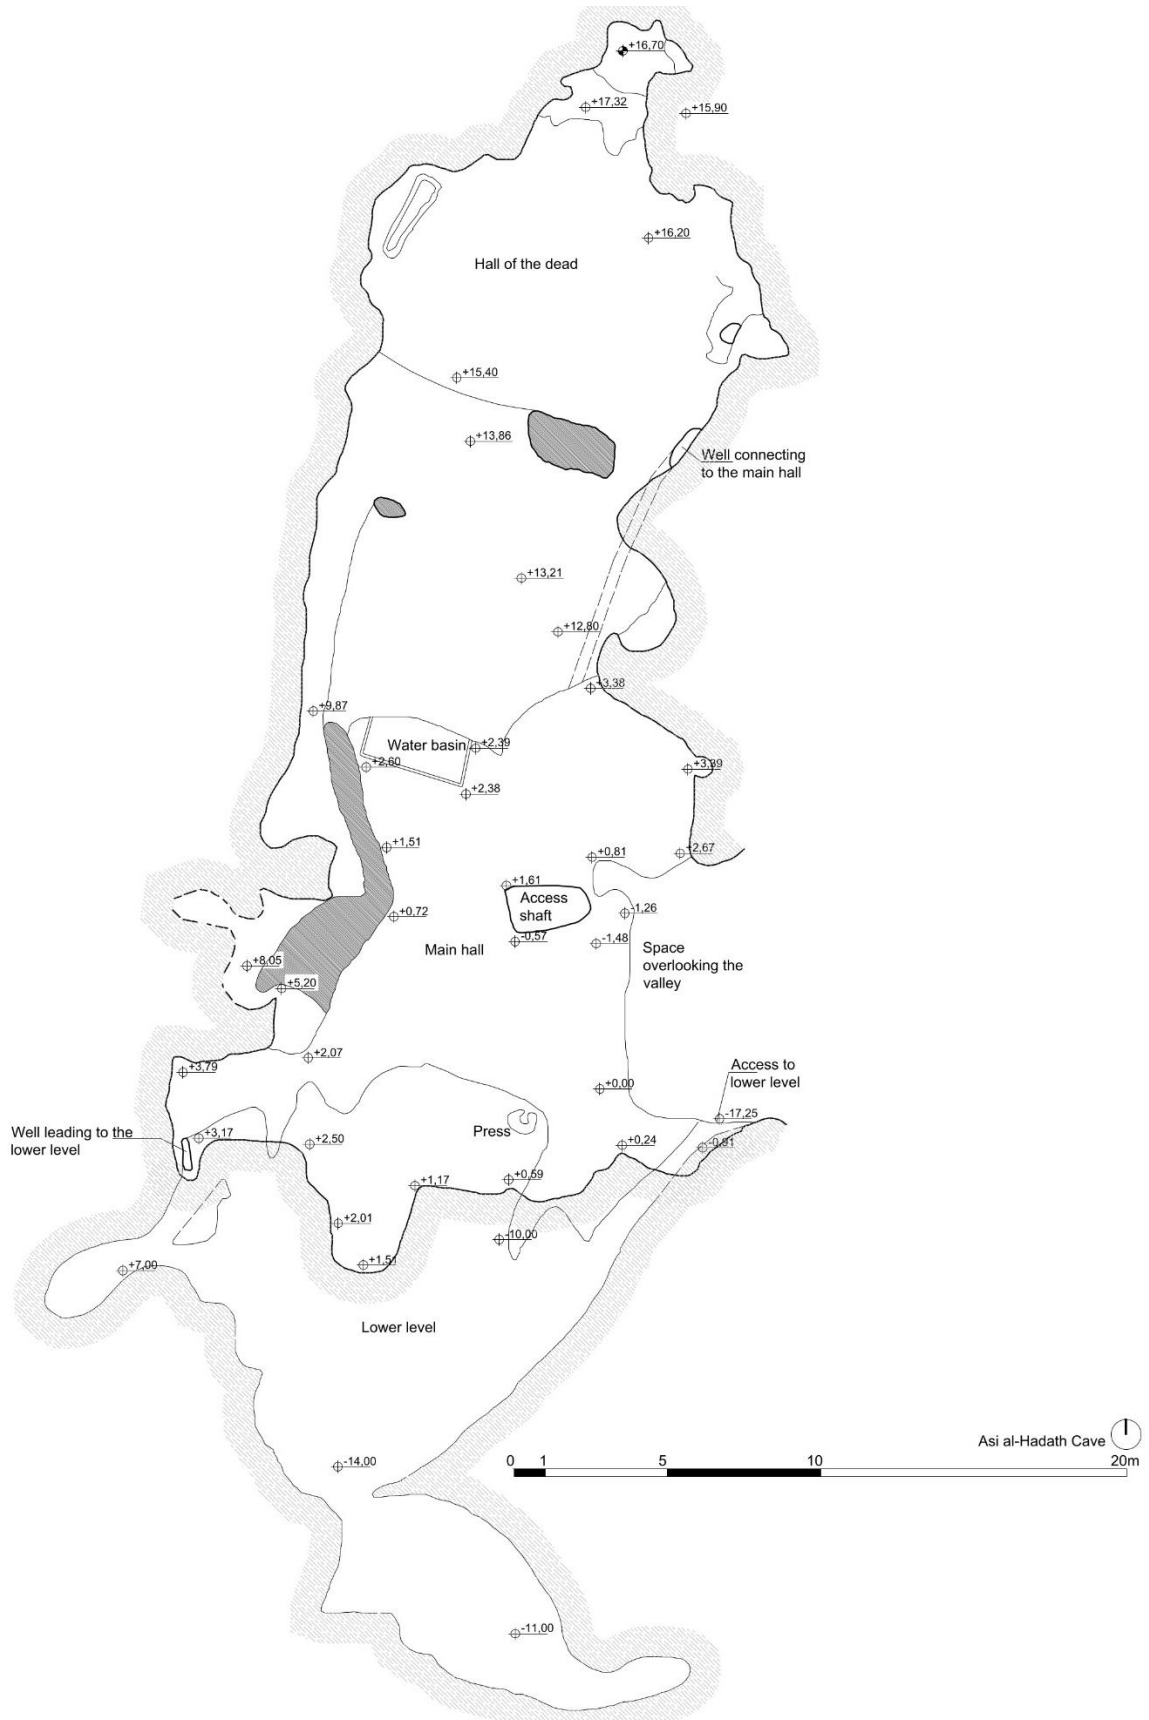 +16,70
+17,32
+15,90
+16,20
Hall of the dead
+15,40
+13,86
Well connecting
to the main hall
+13,21
+12,80
+3,38
+9,87
Water basin
+2,39
+2,60
+3,39
+2,38
+1,51
+0,81
+2,67
+1,61
Access
shaft
+0,72
-1,26
-0,57
-1,48
Main hall
Space
overlooking the
valley
+8,05
+5,20
+2,07
+3,79
Access to
lower level
+0,00
-17,25
Well leading to the
lower level
+3,17
Press
+2,50
+0,24
-0,91
+0,59
+1,17
+2,01
-10,00
+1,51
+7,00
Lower level
Asi al-Hadath Cave
0
1
5
10
20m
-14,00
-11,00